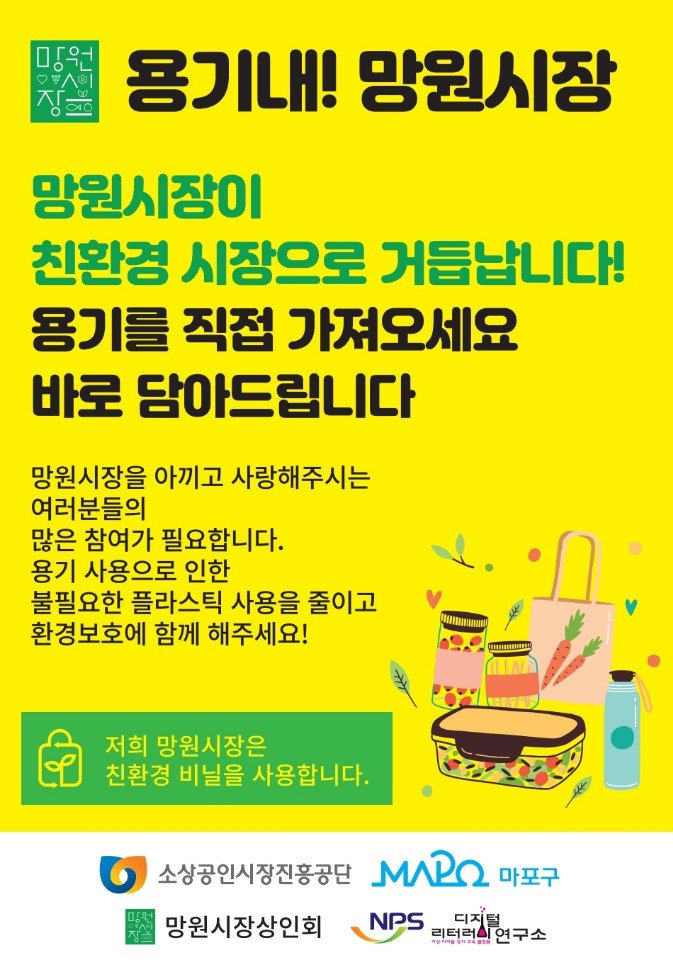 망원시장
용기내! 망원시장
망원시장이
친환경 시장으로 거듭납니다!
용기를 직접 가져오세요
바로 담아드립니다
망원시장을 아끼고 사랑해주시는
여러분들의
많은 참여가 필요합니다.
용기 사용으로 인한
불필요한 플라스틱 사용을 줄이고
환경보호에 함께 해주세요!
저희 망원시장은
친환경 비닐을 사용합니다.
소상공인시장진흥공단
MAPO 마포구
망원시장
망원시장상인회
NPS
디지털
리터러시연구소